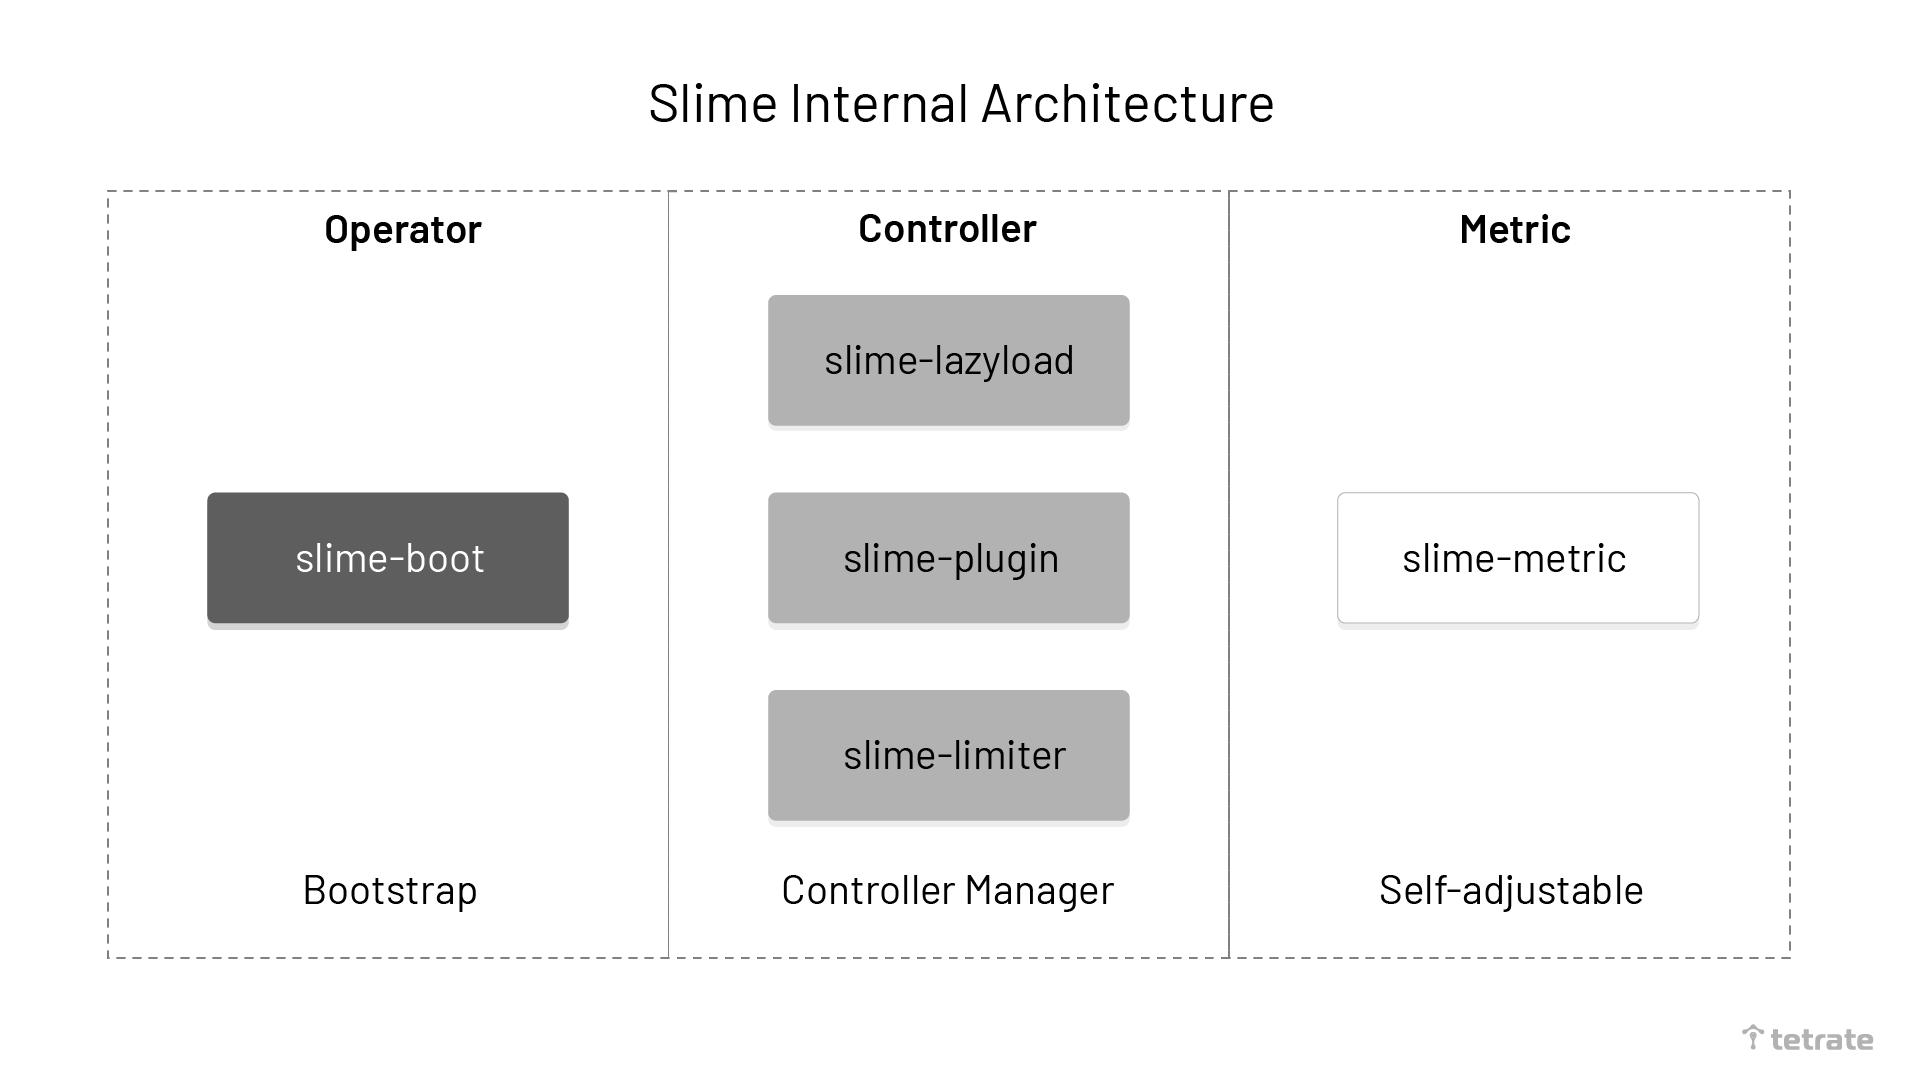 Slime Internal Architecture
Operator
Controller
Metric
slime-lazyload
slime-boot
slime-plugin
slime-metric
slime-limiter
Bootstrap
Controller Manager
Self-adjustable
tetrate